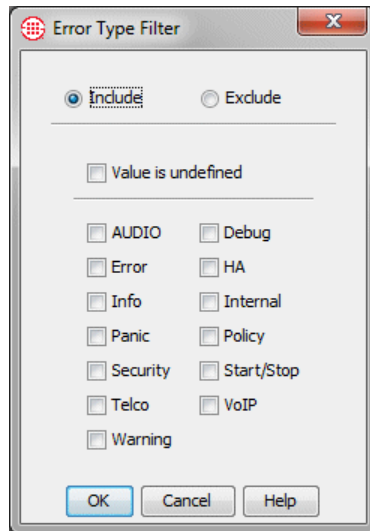 Error Type Filter
Include Exclude
Value is undefined
AUDIO Debug
Error HA
Info Internal
Panic Policy
Security Start/Stop
Telco VoIP
Warning
OK Cancel Help